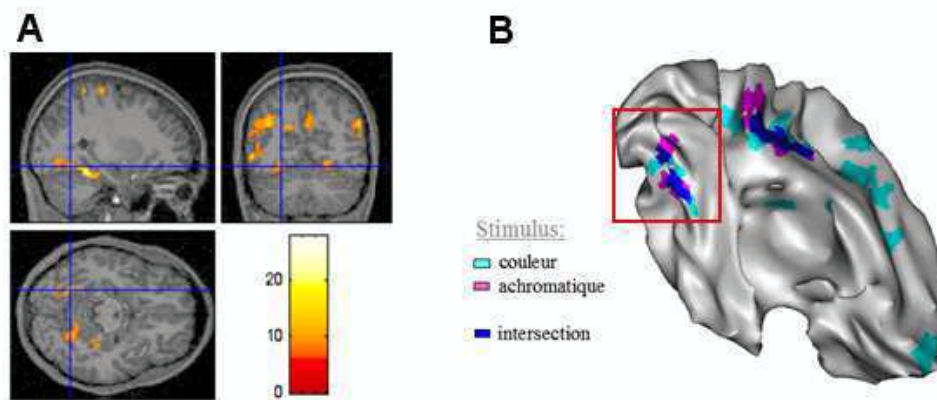 A
B
20
10
0
Stimulus:
couleur
achromatique
intersection